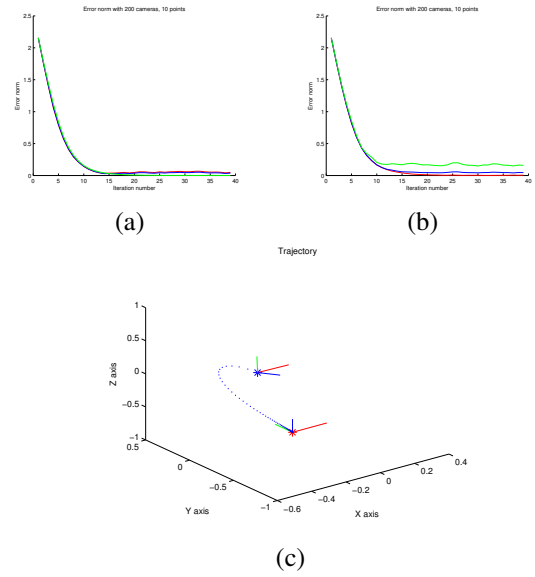 Error norm with 200 cameras, 10 points
Error norm with 200 cameras, 10 points
2.5
2
1.5
1
0.5
0
Error norm
0 5 10 15 20 25 30 35 40
Iteration number
2.5
2
1.5
1
0.5
0
Error norm
0 5 10 15 20 25 30 35 40
Iteration number
(a)
(b)
Trajectory
1
0.5
0
−0.5
−1
Z axis
0.5
0
−0.5
−1
Y axis
−0.6
−0.4
−0.2
0
0.2
0.4
X axis
(c)